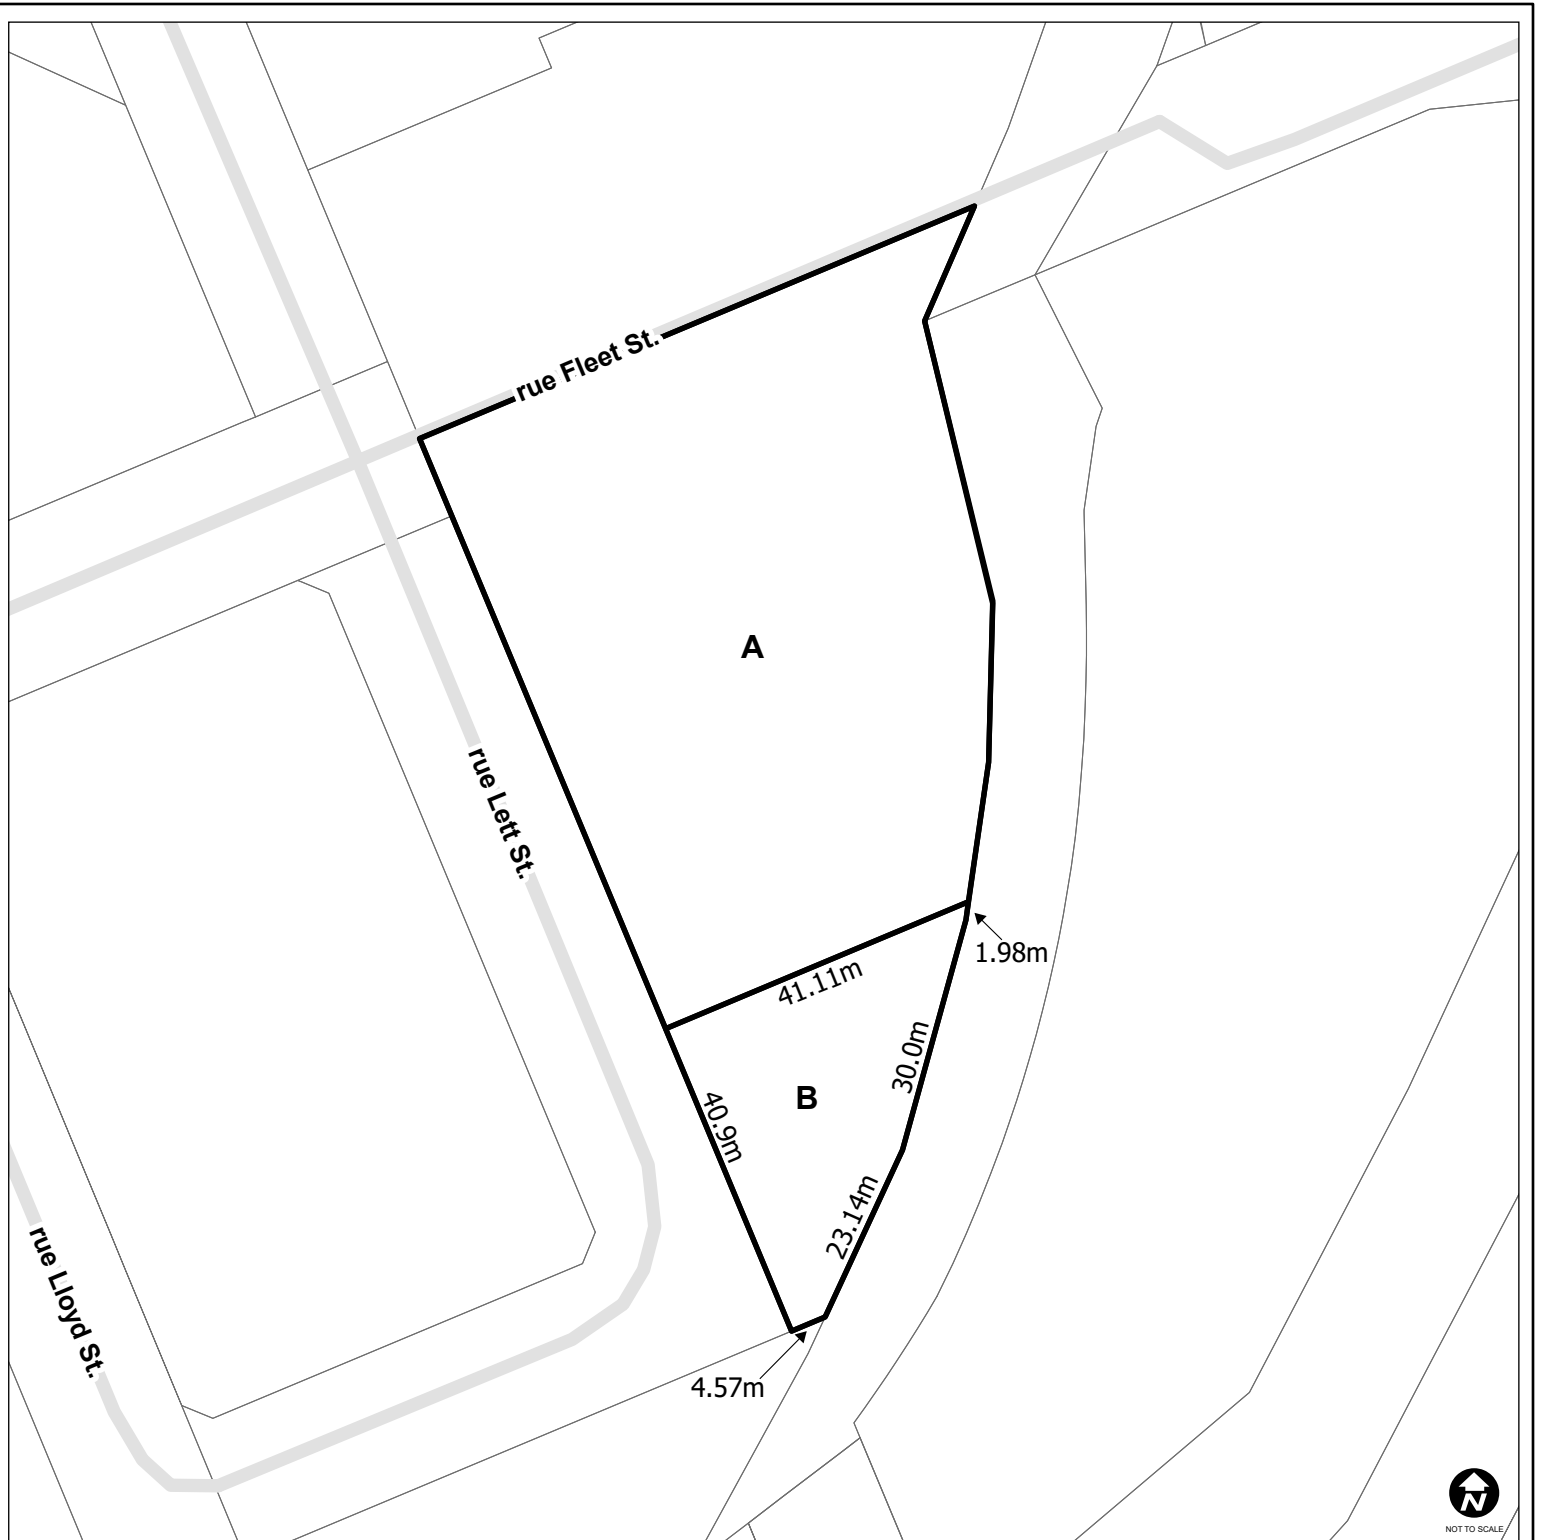 rue Fleet St.
A
rue Lett St.
1.98m
41.11m
30.0m
B
40.9m
23.14m
rue Lloyd St.
4.57m
N
NOT TO SCALE